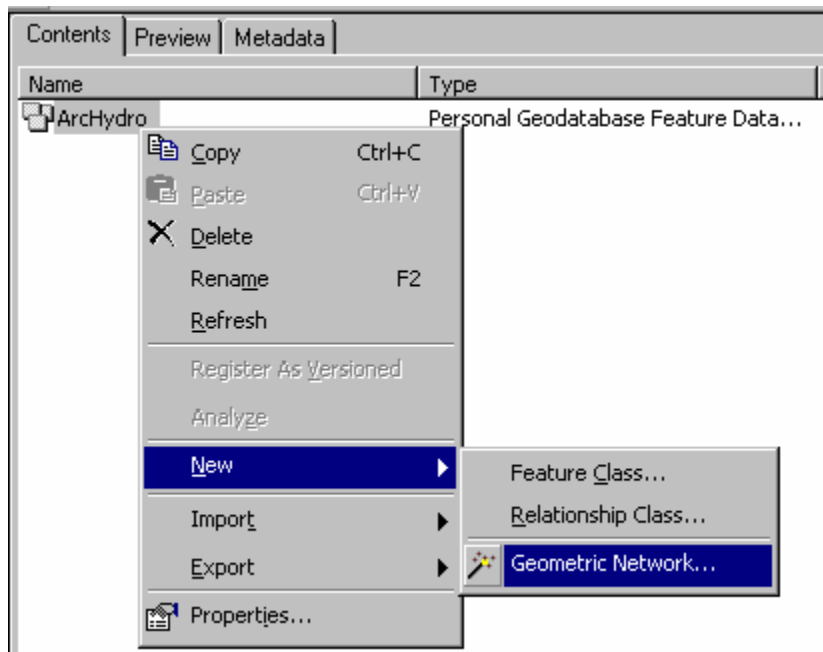 Contents Preview Metadata
Name Type
ArcHydro Personal Geodatabase Feature Data...
Copy Ctrl+C
Paste Ctrl+V
Delete
Rename F2
Refresh
Register As Versioned
Analyze
New
Feature Class...
Relationship Class...
Geometric Network...
Import
Export
Properties...